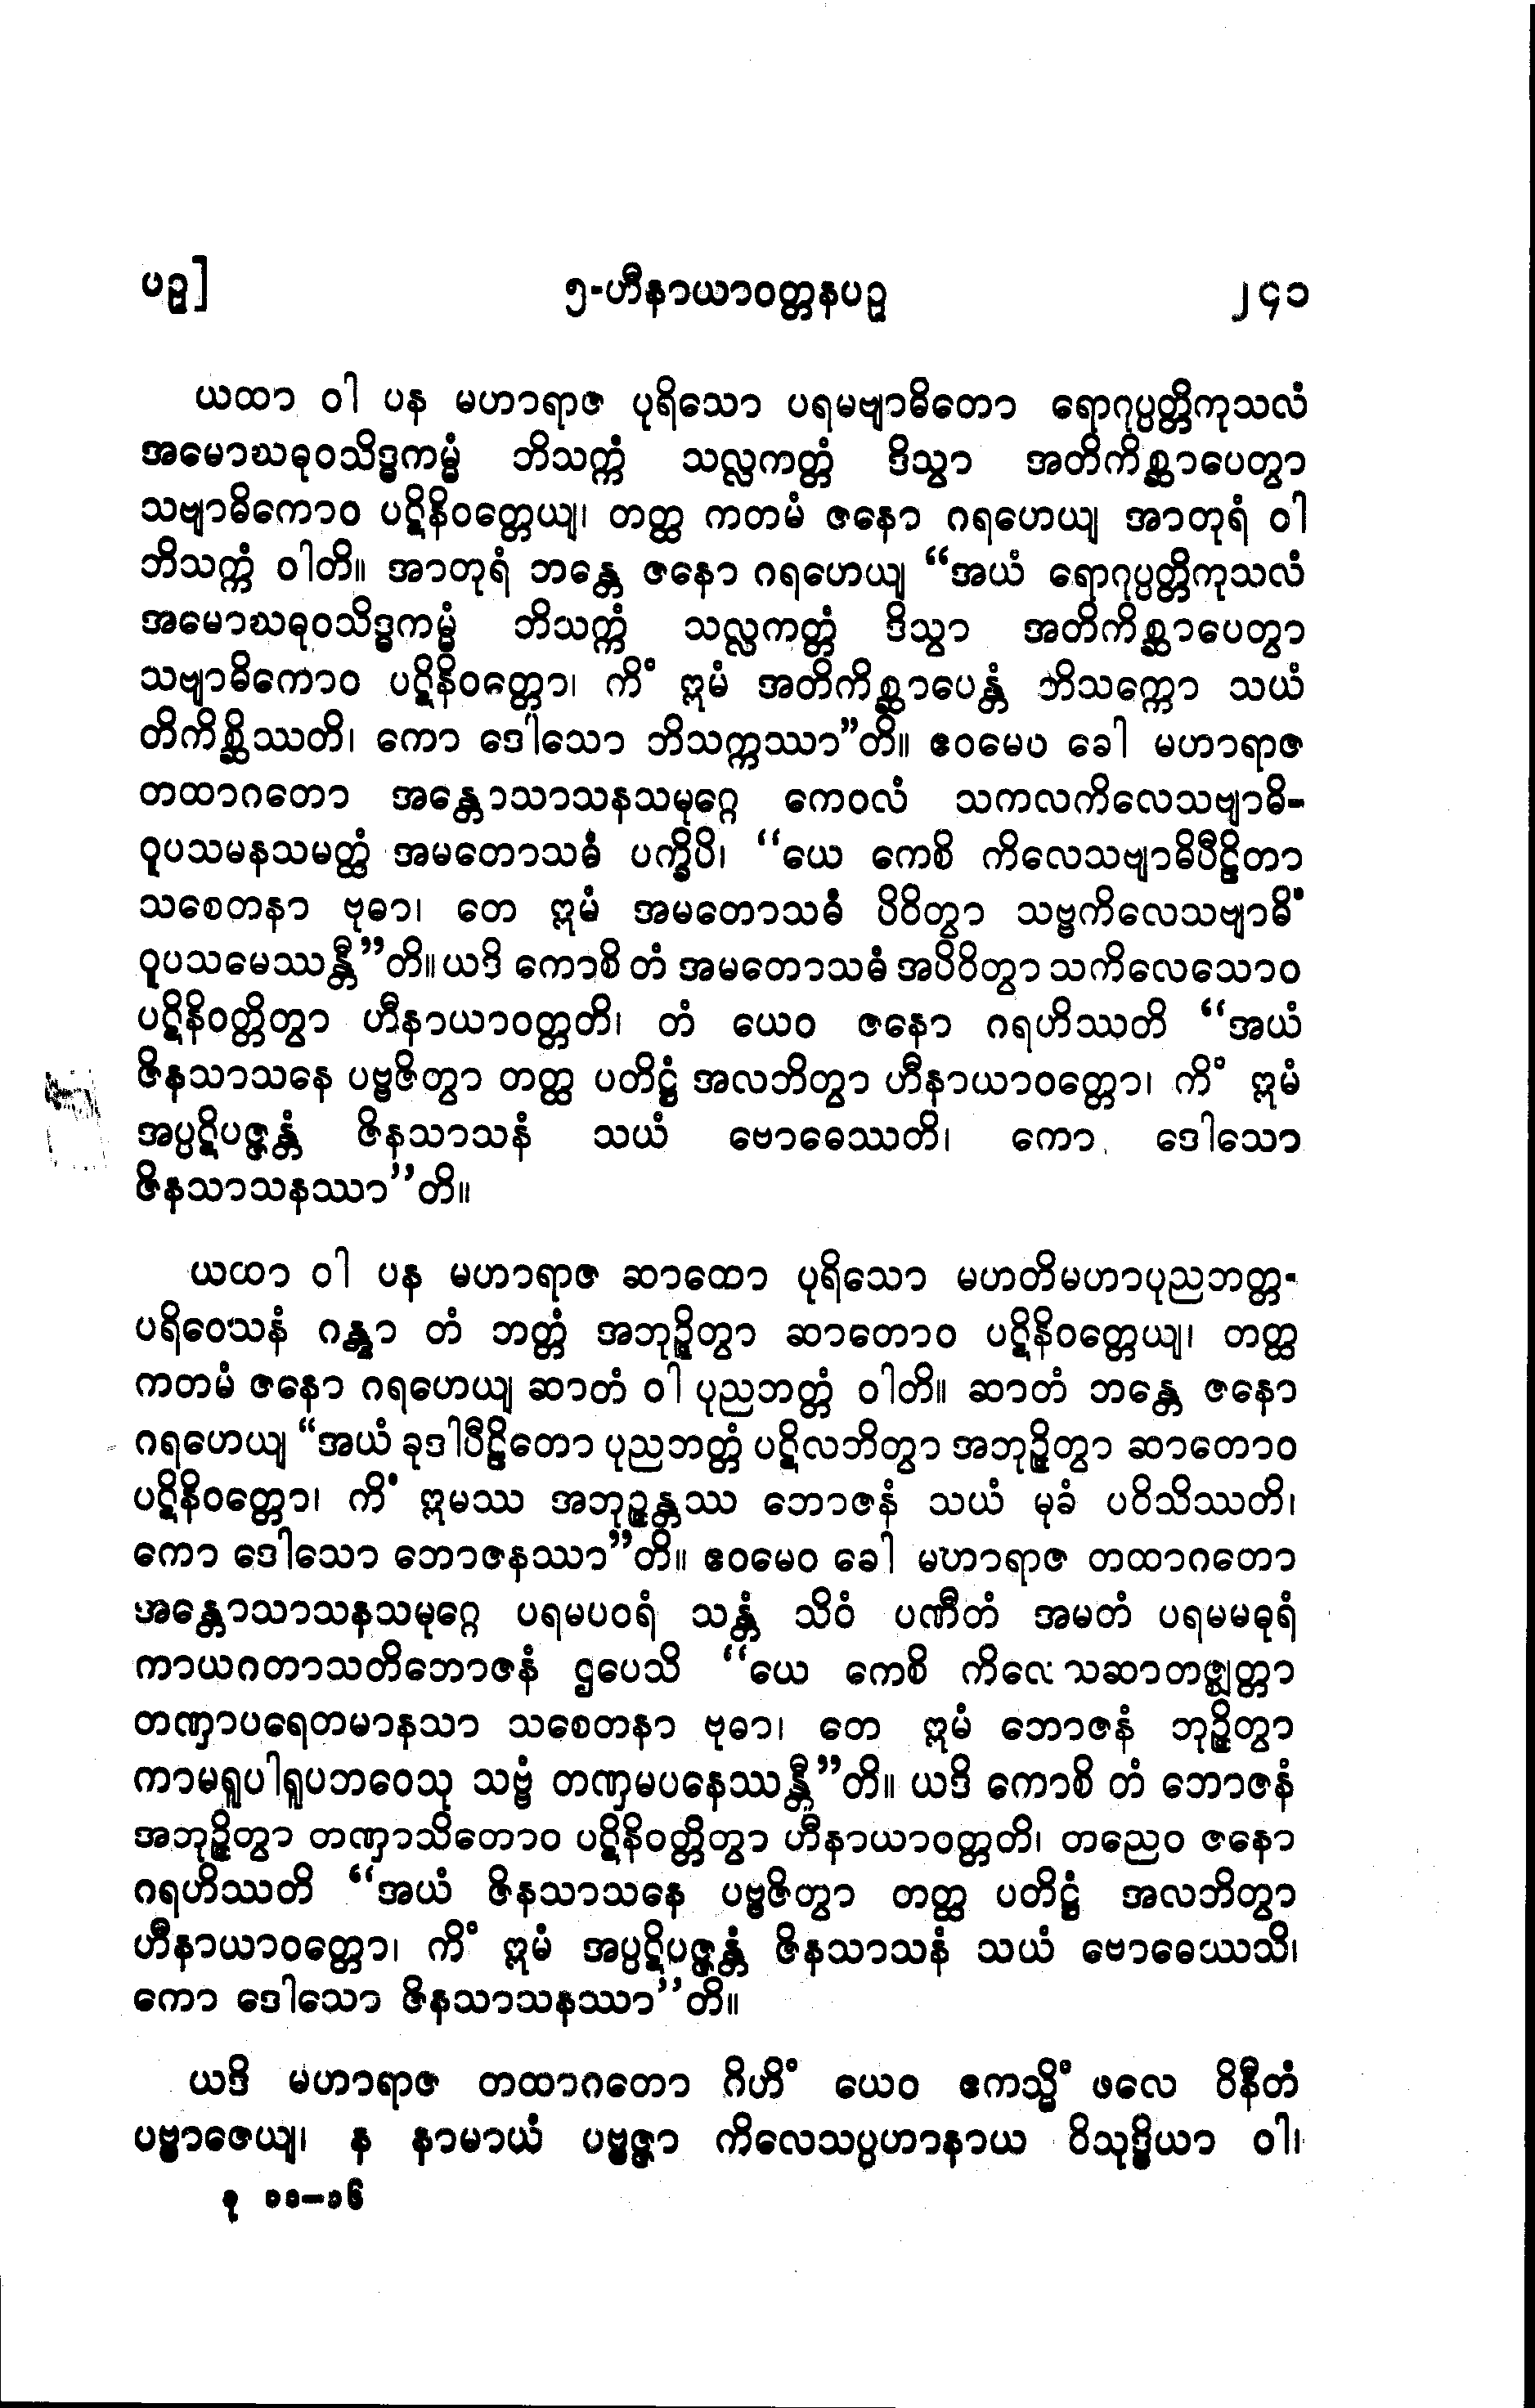 ပဉှ]
၅-ဟီနာယာဝတ္တနပဉှ
၂၄၁
ယထာ ဝါ ပန မဟာရာဇ ပုရိသော ပရမဗျာဓိတော ရောဂုပ္ပတ္တိကုသလံ
အမောဃဓုဝသိဒ္ဓကမ္မံ ဘိသက္ကံ သလ္လကတ္တံ ဒိသွာ အတိကိစ္ဆာပေတွာ
သဗျာဓိကောဝ ပဋိနိဝတ္တေယျ၊ တတ္ထ ကတမံ ဇနော ဂရဟေယျ အာတုရံ ဝါ
ဘိသက္ကံ ဝါတိ။ အာတုရံ ဘန္တေ ဇနော ဂရဟေယျ “အယံ ရောဂုပ္ပတ္တိကုသလံ
အမောဃဓုဝသိဒ္ဓကမ္မံ ဘိသက္ကံ သလ္လကတ္တံ ဒိသွာ အတိကိစ္ဆာပေတွာ
သဗျာဓိကောဝ ပဋိနိဝတ္တော၊ ကိံ ဣမံ အတိကိစ္ဆာပေန္တံ ဘိသက္ကော သယံ
တိကိစ္ဆိဿတိ၊ ကော ဒေါသော ဘိသက္ကဿာ”တိ။ ဧဝမေဝ ခေါ မဟာရာဇ
တထာဂတော အန္တောသာသနသမုဂ္ဂေ ကေဝလံ သကလကိလေသဗျာဓိ-
ဝူပသမနသမတ္ထံ အမတောသဓံ ပက္ခိပိ၊ “ယေ ကေစိ ကိလေသဗျာဓိပီဠိတာ
သစေတနာ ဗုဓာ၊ တေ ဣမံ အမတောသဓံ ပိဝိတွာ သဗ္ဗကိလေသဗျာဓိံ
ဝူပသမေဿန္တီ”တိ။ ယဒိ ကောစိ တံ အမတောသဓံ အပိဝိတွာ သကိလေသောဝ
ပဋိနိဝတ္တိတွာ ဟီနာယာဝတ္တတိ၊ တံ ယေဝ ဇနော ဂရဟိဿတိ “အယံ
ဇိနသာသနေ ပဗ္ဗဇိတွာ တတ္ထ ပတိဋ္ဌံ အလဘိတွာ ဟီနာယာဝတ္တော၊ ကိံ ဣမံ
အပ္ပဋိပဇ္ဇန္တံ ဇိနသာသနံ သယံ ဗောဓေဿတိ၊ ကော ဒေါသော
ဇိနသာသနဿာ”တိ။
ယထာ ဝါ ပန မဟာရာဇ ဆာတော ပုရိသော မဟတိမဟာပုညဘတ္တ-
ပရိဝေသနံ ဂန္တွာ တံ ဘတ္တံ အဘုဉ္ဇိတွာ ဆာတောဝ ပဋိနိဝတ္တေယျ၊ တတ္ထ
ကတမံ ဇနော ဂရဟေယျ ဆာတံ ဝါ ပုညဘတ္တံ ဝါတိ။ ဆာတံ ဘန္တေ ဇနော
ဂရဟေယျ “အယံ ခုဒါပီဠိတော ပုညဘတ္တံ ပဋိလဘိတွာ အဘုဉ္ဇိတွာ ဆာတောဝ
ပဋိနိဝတ္တော၊ ကိံ ဣမဿ အဘုဉ္ဇန္တဿ ဘောဇနံ သယံ မုခံ ပဝိသိဿတိ၊
ကော ဒေါသော ဘောဇနဿာ”တိ။ ဧဝမေဝ ခေါ မဟာရာဇ တထာဂတော
အန္တောသာသနသမုဂ္ဂေ ပရမပဝရံ သန္တံ သိဝံ ပဏီတံ အမတံ ပရမမဓုရံ
ကာယဂတာသတိဘောဇနံ ဌပေသိ “ယေ ကေစိ ကိလေသဆာတဇ္ဈတ္တာ
တဏှာပရေတမာနသာ သစေတနာ ဗုဓာ၊ တေ ဣမံ ဘောဇနံ ဘုဉ္ဇိတွာ
ကာမရူပါရူပဘဝေသု သဗ္ဗံ တဏှမပနေဿန္တီ”တိ။ ယဒိ ကောစိ တံ ဘောဇနံ
အဘုဉ္ဇိတွာ တဏှာသိတောဝ ပဋိနိဝတ္တိတွာ ဟီနာယာဝတ္တတိ၊ တညေဝ ဇနော
ဂရဟိဿတိ “အယံ ဇိနသာသနေ ပဗ္ဗဇိတွာ တတ္ထ ပတိဋ္ဌံ အလဘိတွာ
ဟီနာယာဝတ္တော၊ ကိံ ဣမံ အပ္ပဋိပဇ္ဇန္တံ ဇိနသာသနံ သယံ ဗောဓေဿသိ၊
ကော ဒေါသော ဇိနသာသနဿာ”တိ။
ယဒိ မဟာရာဇ တထာဂတော ဂိဟိံ ယေဝ ဧကသ္မိံ ဖလေ ဝိနီတံ
ပဗ္ဗာဇေယျ၊ န နာမာယံ ပဗ္ဗဇ္ဇာ ကိလေသပ္ပဟာနာယ ဝိသုဒ္ဓိယာ ဝါ၊
ခု ၁၁–၁၆